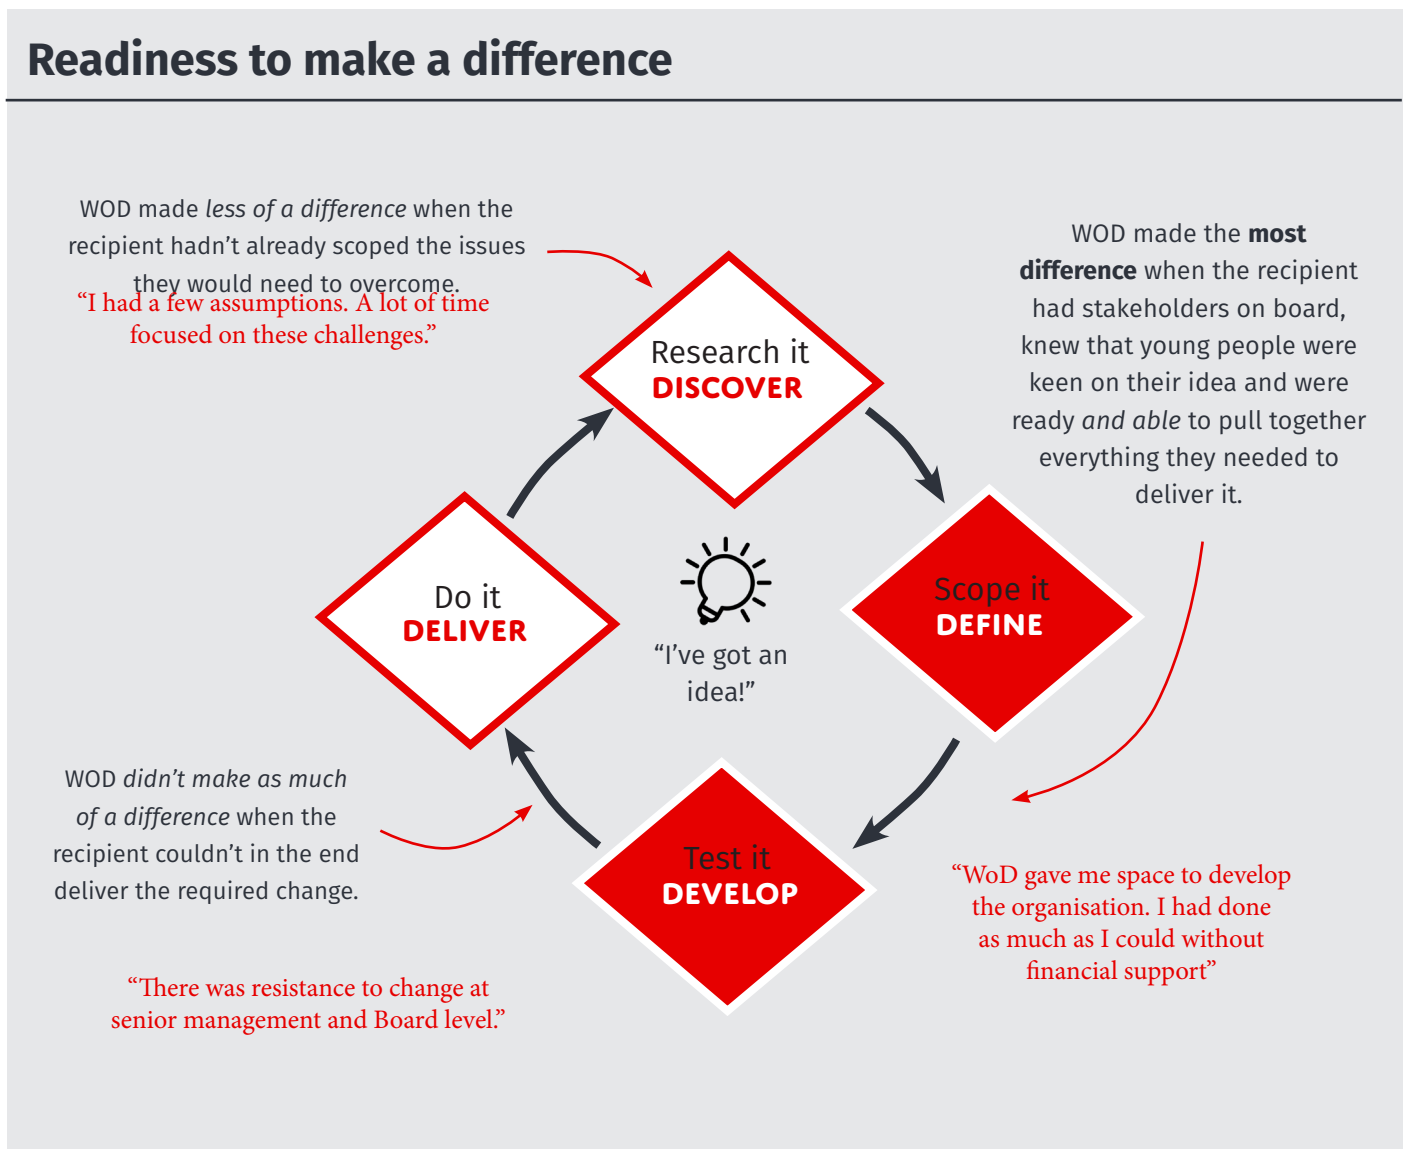 Readiness to make a difference
WOD made less of a difference when the
recipient hadn’t already scoped the issues
they would need to overcome.
“I had a few assumptions. A lot of time
focused on these challenges.”
WOD made the most
difference when the recipient
had stakeholders on board,
knew that young people were
keen on their idea and were
ready and able to pull together
everything they needed to
deliver it.
Research it
DISCOVER
Scope it
DEFINE
Do it
DELIVER
“I’ve got an
idea!”
Test it
DEVELOP
WOD didn’t make as much
of a difference when the
recipient couldn’t in the end
deliver the required change.
“WoD gave me space to develop
the organisation. I had done
as much as I could without
financial support”
“There was resistance to change at
senior management and Board level.”